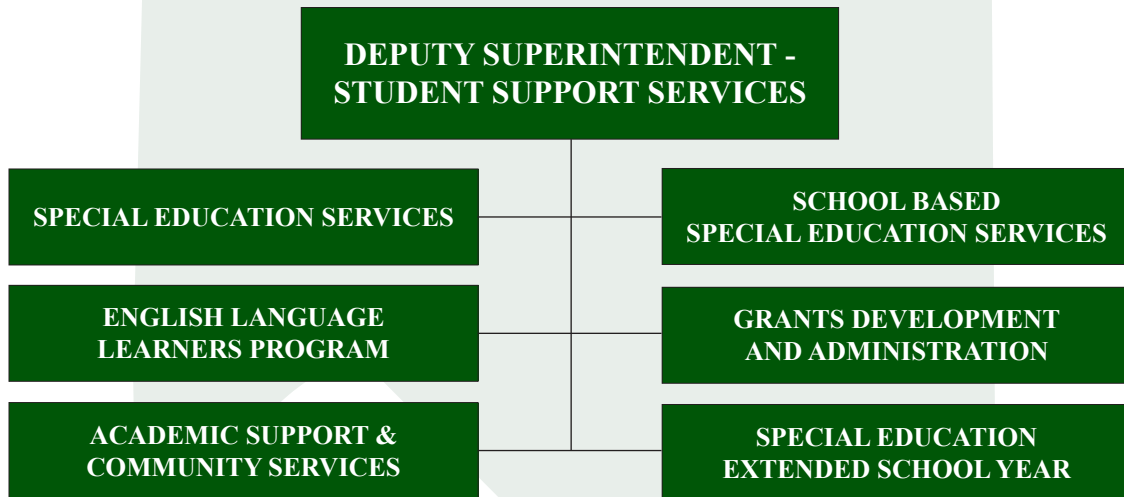 DEPUTY SUPERINTENDENT -
STUDENT SUPPORT SERVICES
SPECIAL EDUCATION SERVICES
SCHOOL BASED
SPECIAL EDUCATION SERVICES
ENGLISH LANGUAGE
LEARNERS PROGRAM
GRANTS DEVELOPMENT
AND ADMINISTRATION
ACADEMIC SUPPORT &
COMMUNITY SERVICES
SPECIAL EDUCATION
EXTENDED SCHOOL YEAR